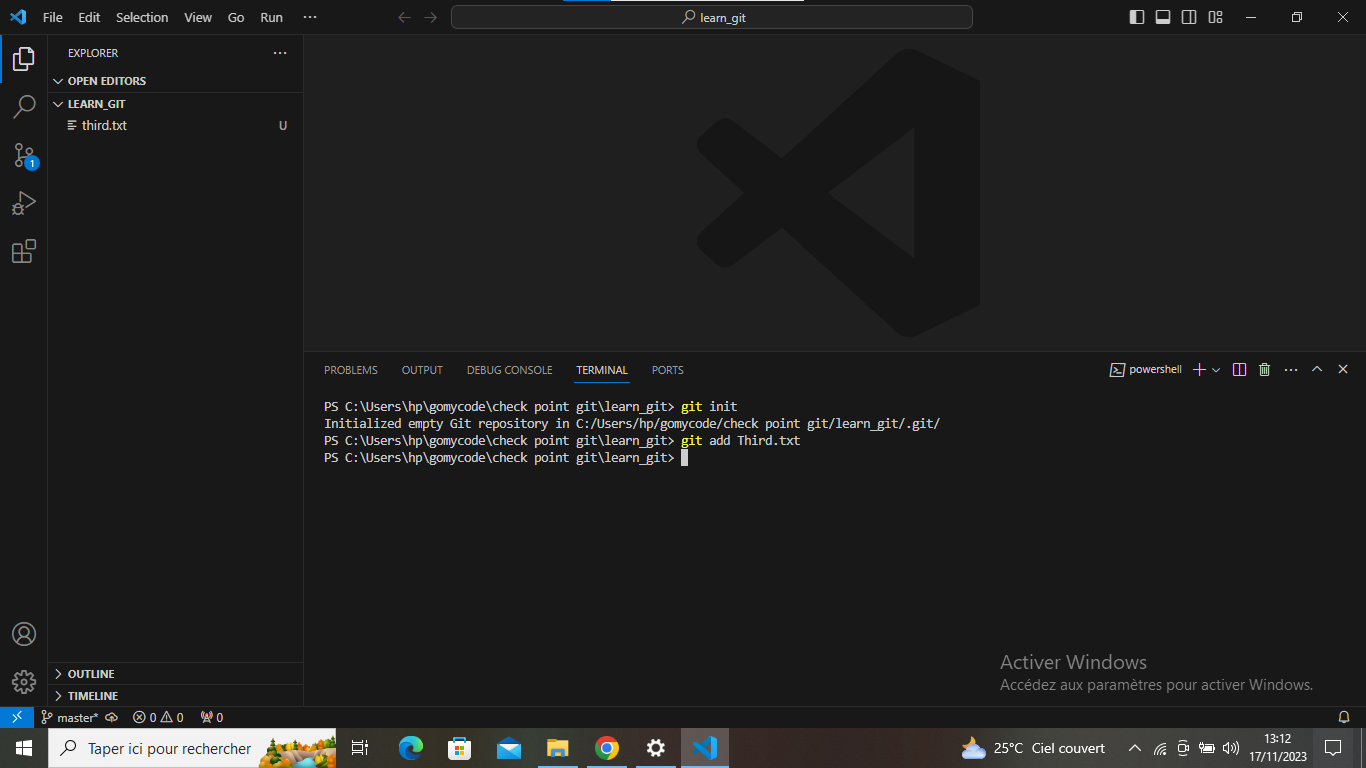 File Edit Selection View Go Run ···
learn_git
EXPLORER
OPEN EDITORS
LEARN_GIT
third.txt U
1
PROBLEMS OUTPUT DEBUG CONSOLE TERMINAL PORTS
powershell
PS C:\Users\hp\gomycode\check point git\learn_git> git init
Initialized empty Git repository in C:/Users/hp/gomycode/check point git/learn_git/.git/
PS C:\Users\hp\gomycode\check point git\learn_git> git add Third.txt
PS C:\Users\hp\gomycode\check point git\learn_git>
Activer Windows
Accédez aux paramètres pour activer Windows.
OUTLINE
TIMELINE
master* 0 0 0
Taper ici pour rechercher
25°C Ciel couvert
13:12
17/11/2023